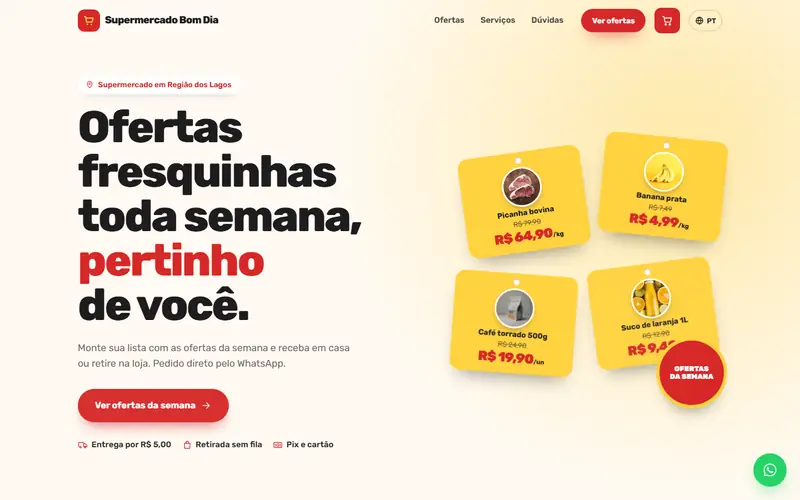 Supermercado Bom Dia
Ofertas
Serviços
Dúvidas
Ver ofertas
PT
Supermercado em Região dos Lagos
Ofertas
fresquinhas
toda semana,
pertinho
de você.
Monte sua lista com as ofertas da semana e receba em casa
ou retire na loja. Pedido direto pelo WhatsApp.
Ver ofertas da semana
Entrega por R$ 5,00
Retirada sem fila
Pix e cartão
Picanha bovina
R$ 79,90
R$ 64,90/kg
Banana prata
R$ 7,49
R$ 4,99/kg
Café torrado 500g
R$ 24,90
R$ 19,90/un
Suco de laranja 1L
R$ 12,90
OFERTAS
DA SEMANA